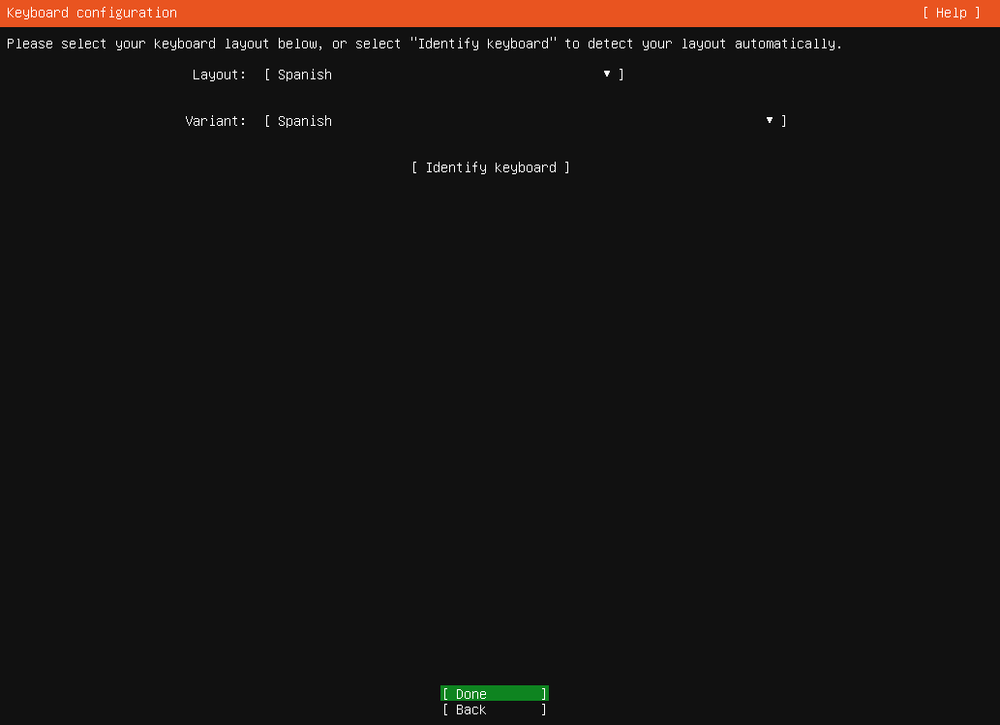 Keyboard configuration [ Help ]
Please select your keyboard layout below, or select "Identify keyboard" to detect your layout automatically.
Layout: [ Spanish ▾ ]
Variant: [ Spanish ▾ ]
[ Identify keyboard ]
[ Done ]
[ Back ]